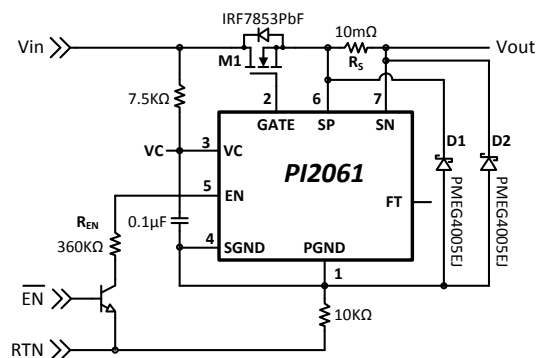 IRF7853PbF
Vin
10mΩ
Vout
M1
RS
7.5KΩ
2
6
7
GATE
SP
SN
VC
3
VC
D1
D2
PI2061
5
EN
FT
PMEG4005EJ
PMEG4005EJ
REN
0.1µF
360KΩ
4
SGND
PGND
1
EN
10KΩ
RTN